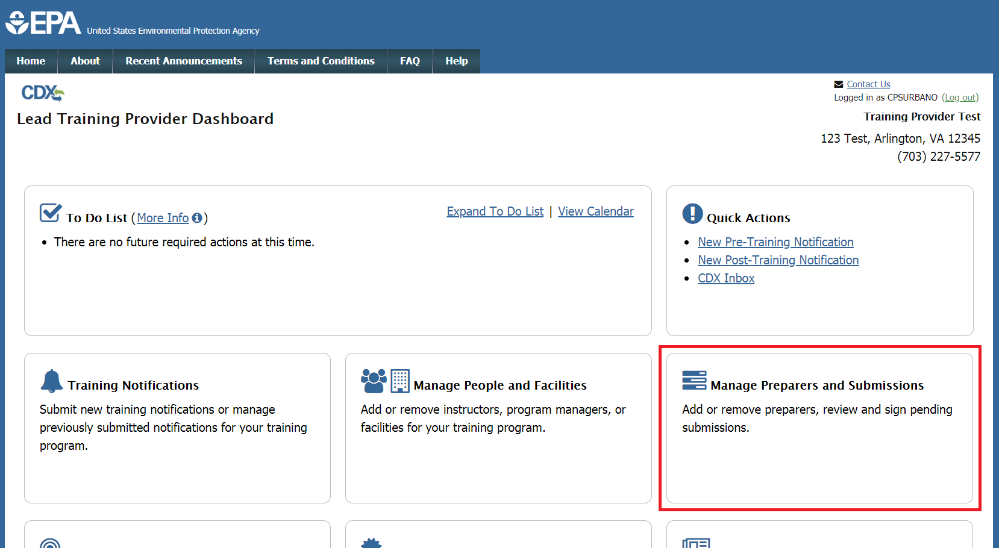 EPA United States Environmental Protection Agency
Home About Recent Announcements Terms and Conditions FAQ Help
CDX
Contact Us
Logged in as CPSURBANO (Log out)
Lead Training Provider Dashboard
Training Provider Test
123 Test, Arlington, VA 12345
(703) 227-5577
To Do List (More Info)
Expand To Do List | View Calendar
• There are no future required actions at this time.
Quick Actions
• New Pre-Training Notification
• New Post-Training Notification
• CDX Inbox
Training Notifications
Submit new training notifications or manage
previously submitted notifications for your training
program.
Manage People and Facilities
Add or remove instructors, program managers, or
facilities for your training program.
Manage Preparers and Submissions
Add or remove preparers, review and sign pending
submissions.